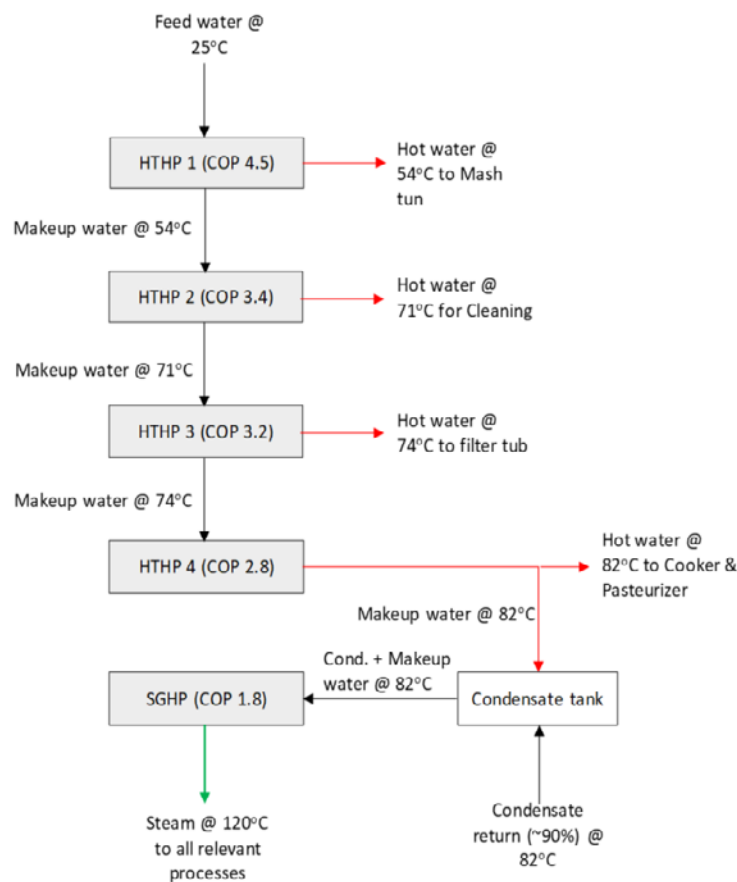 Feed water @
25°C
HTHP 1 (COP 4.5)
Hot water @
54°C to Mash
tun
Makeup water @ 54°C
HTHP 2 (COP 3.4)
Hot water @
71°C for Cleaning
Makeup water @ 71°C
HTHP 3 (COP 3.2)
Hot water @
74°C to filter tub
Makeup water @ 74°C
HTHP 4 (COP 2.8)
Hot water @
82°C to Cooker &
Pasteurizer
Makeup water @ 82°C
Cond. + Makeup
water @ 82°C
SGHP (COP 1.8)
Condensate tank
Steam @ 120°C
to all relevant
processes
Condensate
return (~90%) @
82°C